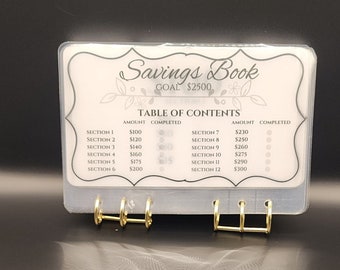 Savings Book
GOAL $2500
TABLE OF CONTENTS
AMOUNT COMPLETED AMOUNT COMPLETED
SECTION 1 $100 SECTION 7 $230
SECTION 2 $120 SECTION 8 $250
SECTION 3 $140 SECTION 9 $260
SECTION 4 $160 SECTION 10 $275
SECTION 5 $175 SECTION 11 $290
SECTION 6 $200 SECTION 12 $300